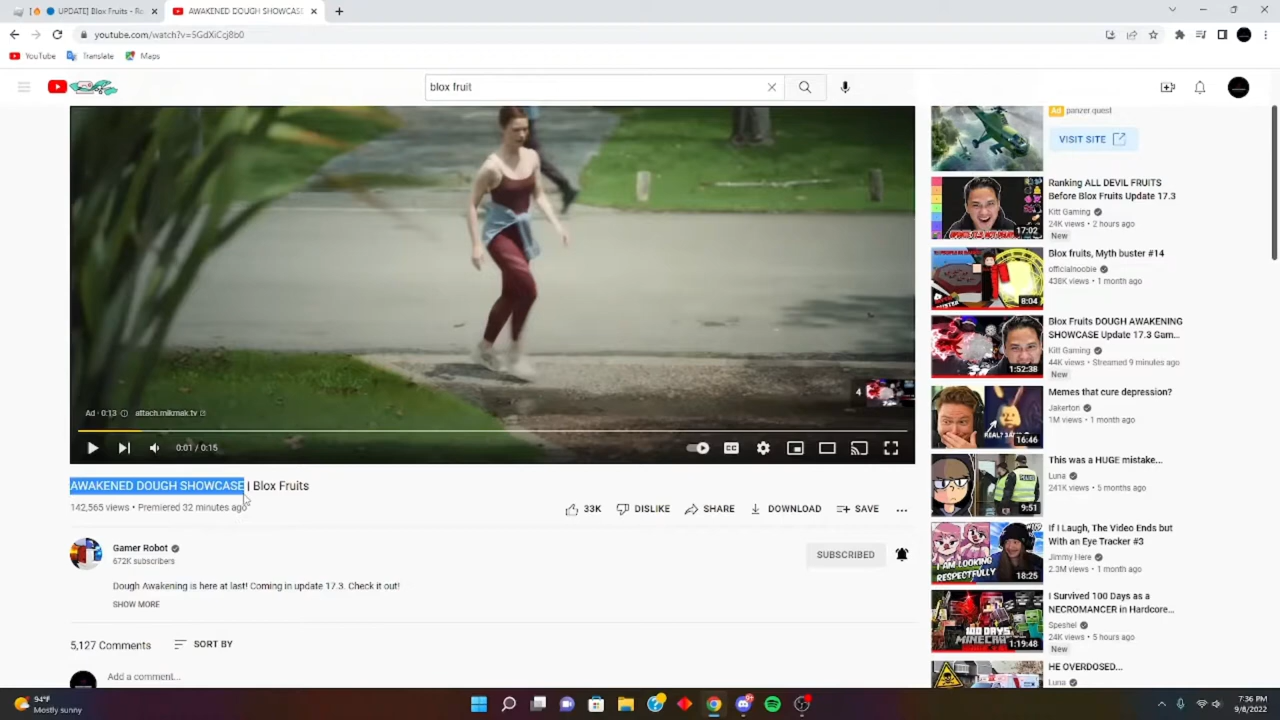 UPDATE] Blox Fruits - Ro
AWAKENED DOUGH SHOWCASE
youtube.com/watch?v=5GdXiCcj8b0
YouTube
Translate
Maps
blox fruit
Ad
panzer.quest
VISIT SITE
Ranking ALL DEVIL FRUITS
Before Blox Fruits Update 17.3
Kitt Gaming
24K views • 2 hours ago
New
17:02
Blox fruits, Myth buster #14
officialnoobie
438K views • 1 month ago
8:04
Blox Fruits DOUGH AWAKENING
SHOWCASE Update 17.3 Gam...
Kitt Gaming
44K views • Streamed 9 minutes ago
New
1:52:38
Memes that cure depression?
Jakerton
1M views • 1 month ago
16:46
This was a HUGE mistake...
Luna
241K views • 5 months ago
9:51
If I Laugh, The Video Ends but
With an Eye Tracker #3
Jimmy Here
2.3M views • 1 month ago
I AM LOOKING
RESPECTFULLY
18:25
I Survived 100 Days as a
NECROMANCER in Hardcore...
Speshel
24K views • 5 hours ago
New
100 DAYS
1:19:48
HE OVERDOSED...
Luna
4
Ad · 0:13
attach.mikmak.tv
0:01 / 0:15
CC
AWAKENED DOUGH SHOWCASE | Blox Fruits
142,565 views • Premiered 32 minutes ago
33K
DISLIKE
SHARE
DOWNLOAD
SAVE
Gamer Robot
672K subscribers
SUBSCRIBED
Dough Awakening is here at last! Coming in update 17.3. Check it out!
SHOW MORE
5,127 Comments
SORT BY
Add a comment...
94°F
Mostly sunny
7:36 PM
9/8/2022